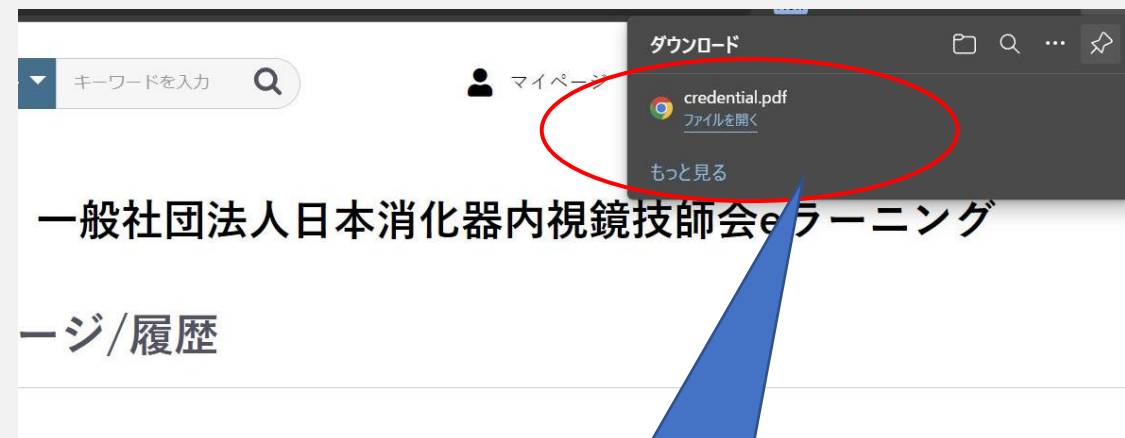 ダウンロード
キーワードを入力
マイページ
credential.pdf
ファイルを開く
もっと見る
一般社団法人日本消化器内視鏡技師会eラーニング
ージ/履歴